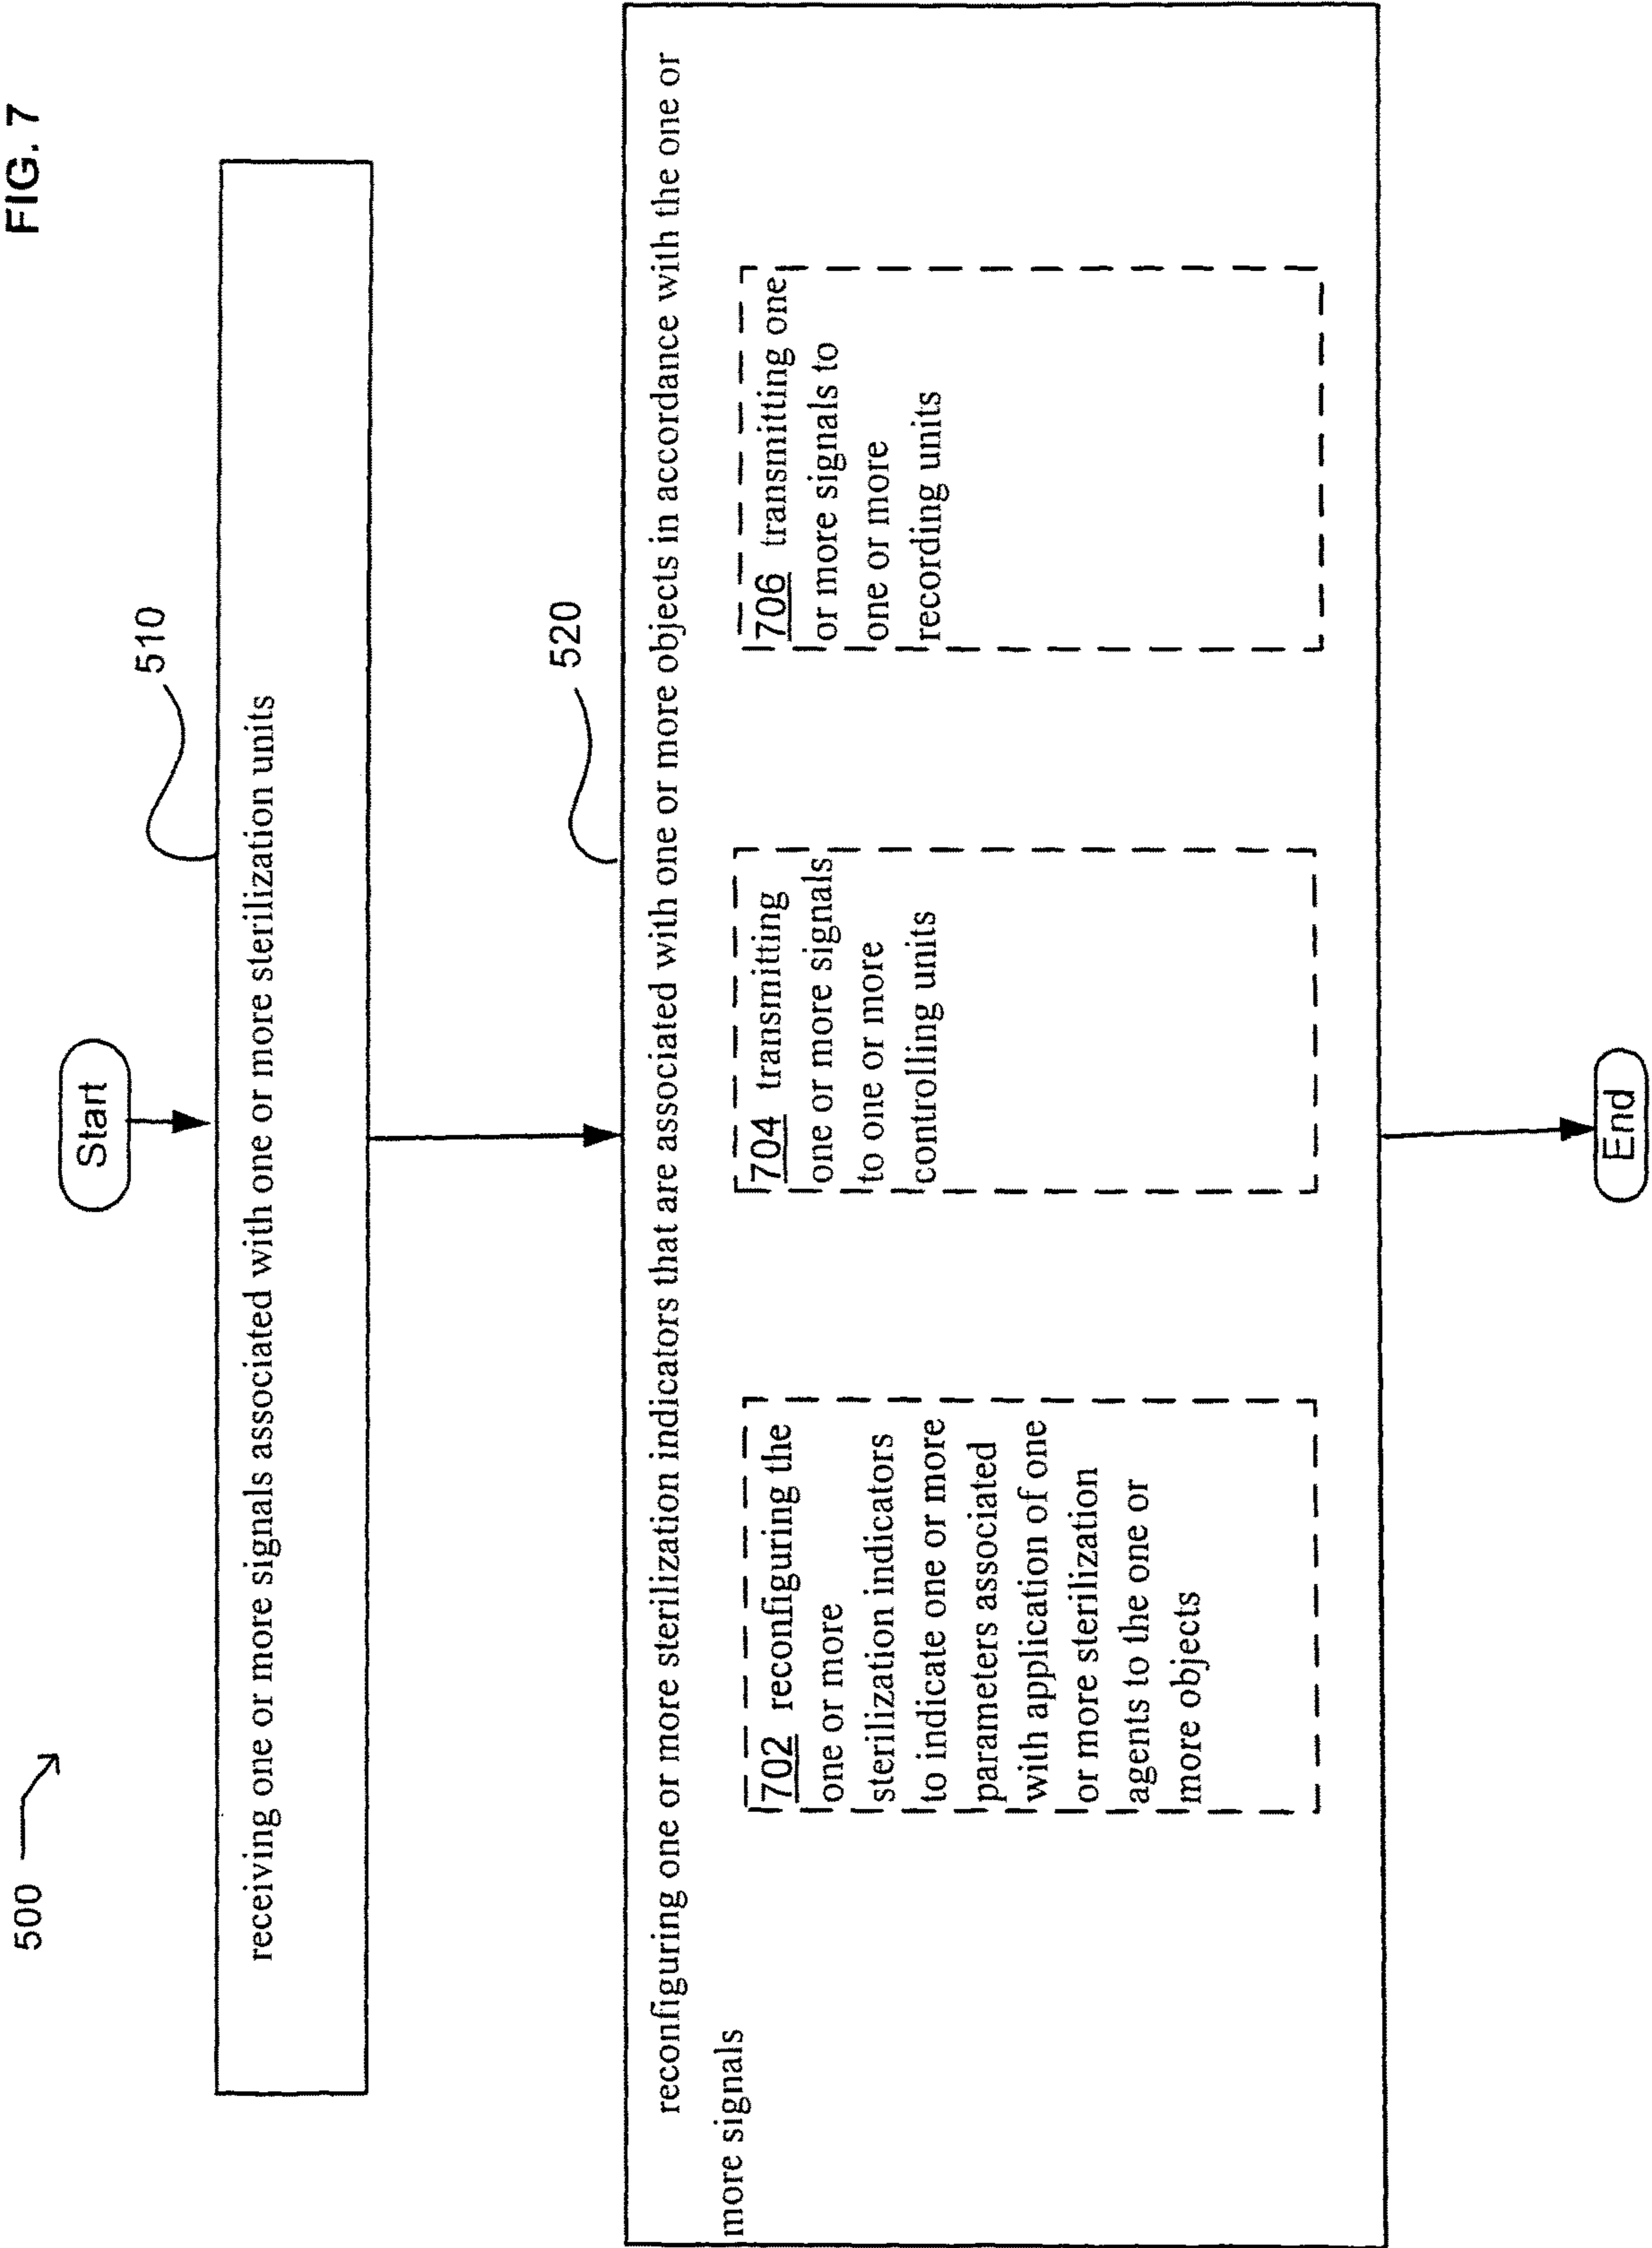 FIG. 7
500
Start
510
receiving one or more signals associated with one or more sterilization units
520
reconfiguring one or more sterilization indicators that are associated with one or more objects in accordance with the one or
more signals
702 reconfiguring the
one or more
sterilization indicators
to indicate one or more
parameters associated
with application of one
or more sterilization
agents to the one or
more objects
704 transmitting
one or more signals
to one or more
controlling units
706 transmitting one
or more signals to
one or more
recording units
End